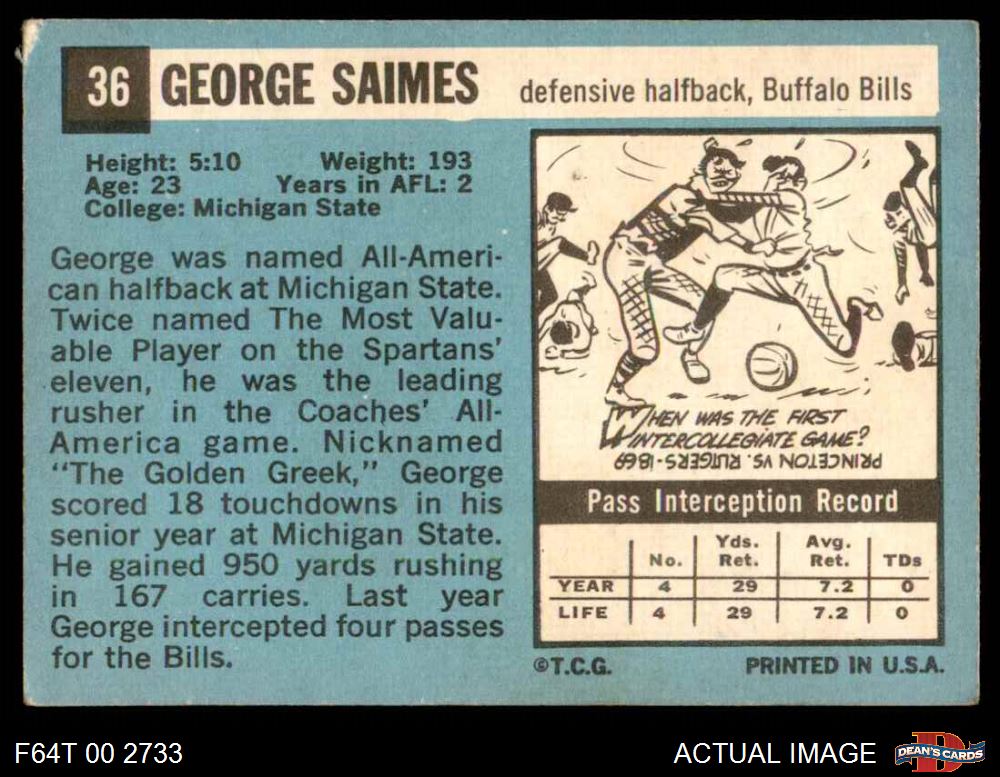 36 GEORGE SAIMES defensive halfback, Buffalo Bills
Height: 5:10 Weight: 193
Age: 23 Years in AFL: 2
College: Michigan State
George was named All-Ameri-
can halfback at Michigan State.
Twice named The Most Valu-
able Player on the Spartans'
eleven, he was the leading
rusher in the Coaches' All-
America game. Nicknamed
"The Golden Greek," George
scored 18 touchdowns in his
senior year at Michigan State.
He gained 950 yards rushing
in 167 carries. Last year
George intercepted four passes
for the Bills.
WHEN WAS THE FIRST
INTERCOLLEGIATE GAME?
PRINCETON VS. RUTGERS-1869
Pass Interception Record
No. Yds. Ret. Avg. Ret. TDs
YEAR 4 29 7.2 0
LIFE 4 29 7.2 0
©T.C.G. PRINTED IN U.S.A.
F64T 00 2733 ACTUAL IMAGE DEAN'S CARDS